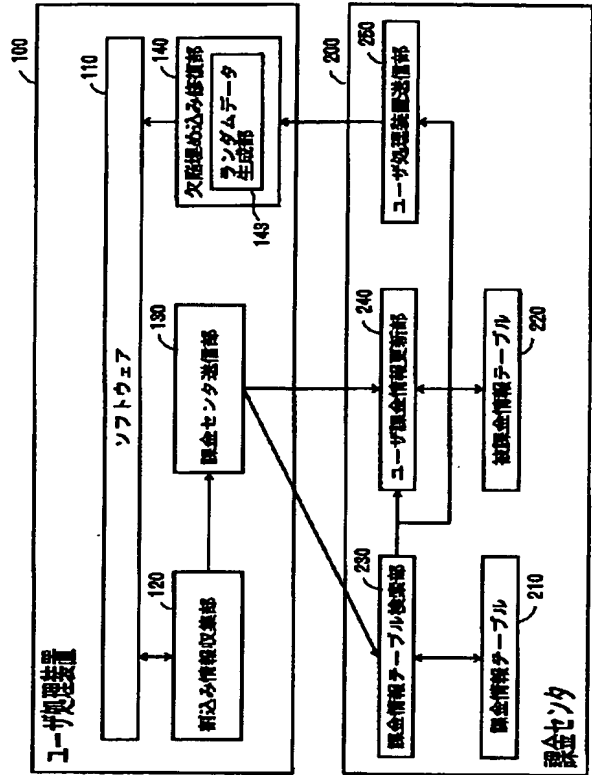 ユーザ処理装置
100
ソフトウェア
110
割込み情報収集部
120
課金センタ送信部
130
欠陥埋め込み修復部
140
ランダムデータ
生成部
143
課金センタ
200
課金情報テーブル検索部
230
ユーザ課金情報更新部
240
ユーザ処理装置送信部
250
課金情報テーブル
210
被課金情報テーブル
220